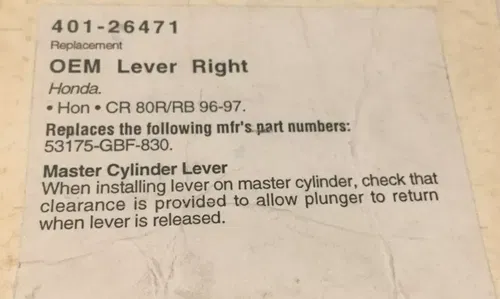 401-26471
Replacement
OEM Lever Right
Honda.
• Hon • CR 80R/RB 96-97.
Replaces the following mfr's part numbers:
53175-GBF-830.
Master Cylinder Lever
When installing lever on master cylinder, check that
clearance is provided to allow plunger to return
when lever is released.